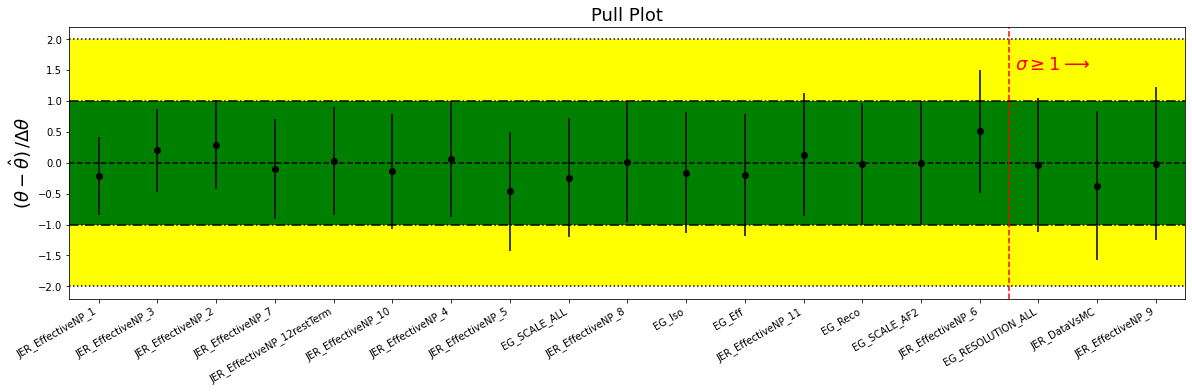 Pull Plot
(θ − θ̂) /Δθ
2.0
1.5
1.0
0.5
0.0
−0.5
−1.0
−1.5
−2.0
σ ≥ 1 ⟶
JER_EffectiveNP_1
JER_EffectiveNP_3
JER_EffectiveNP_2
JER_EffectiveNP_7
JER_EffectiveNP_12restTerm
JER_EffectiveNP_10
JER_EffectiveNP_4
JER_EffectiveNP_5
EG_SCALE_ALL
JER_EffectiveNP_8
EG_Iso
EG_Eff
JER_EffectiveNP_11
EG_Reco
EG_SCALE_AF2
JER_EffectiveNP_6
EG_RESOLUTION_ALL
JER_DataVsMC
JER_EffectiveNP_9